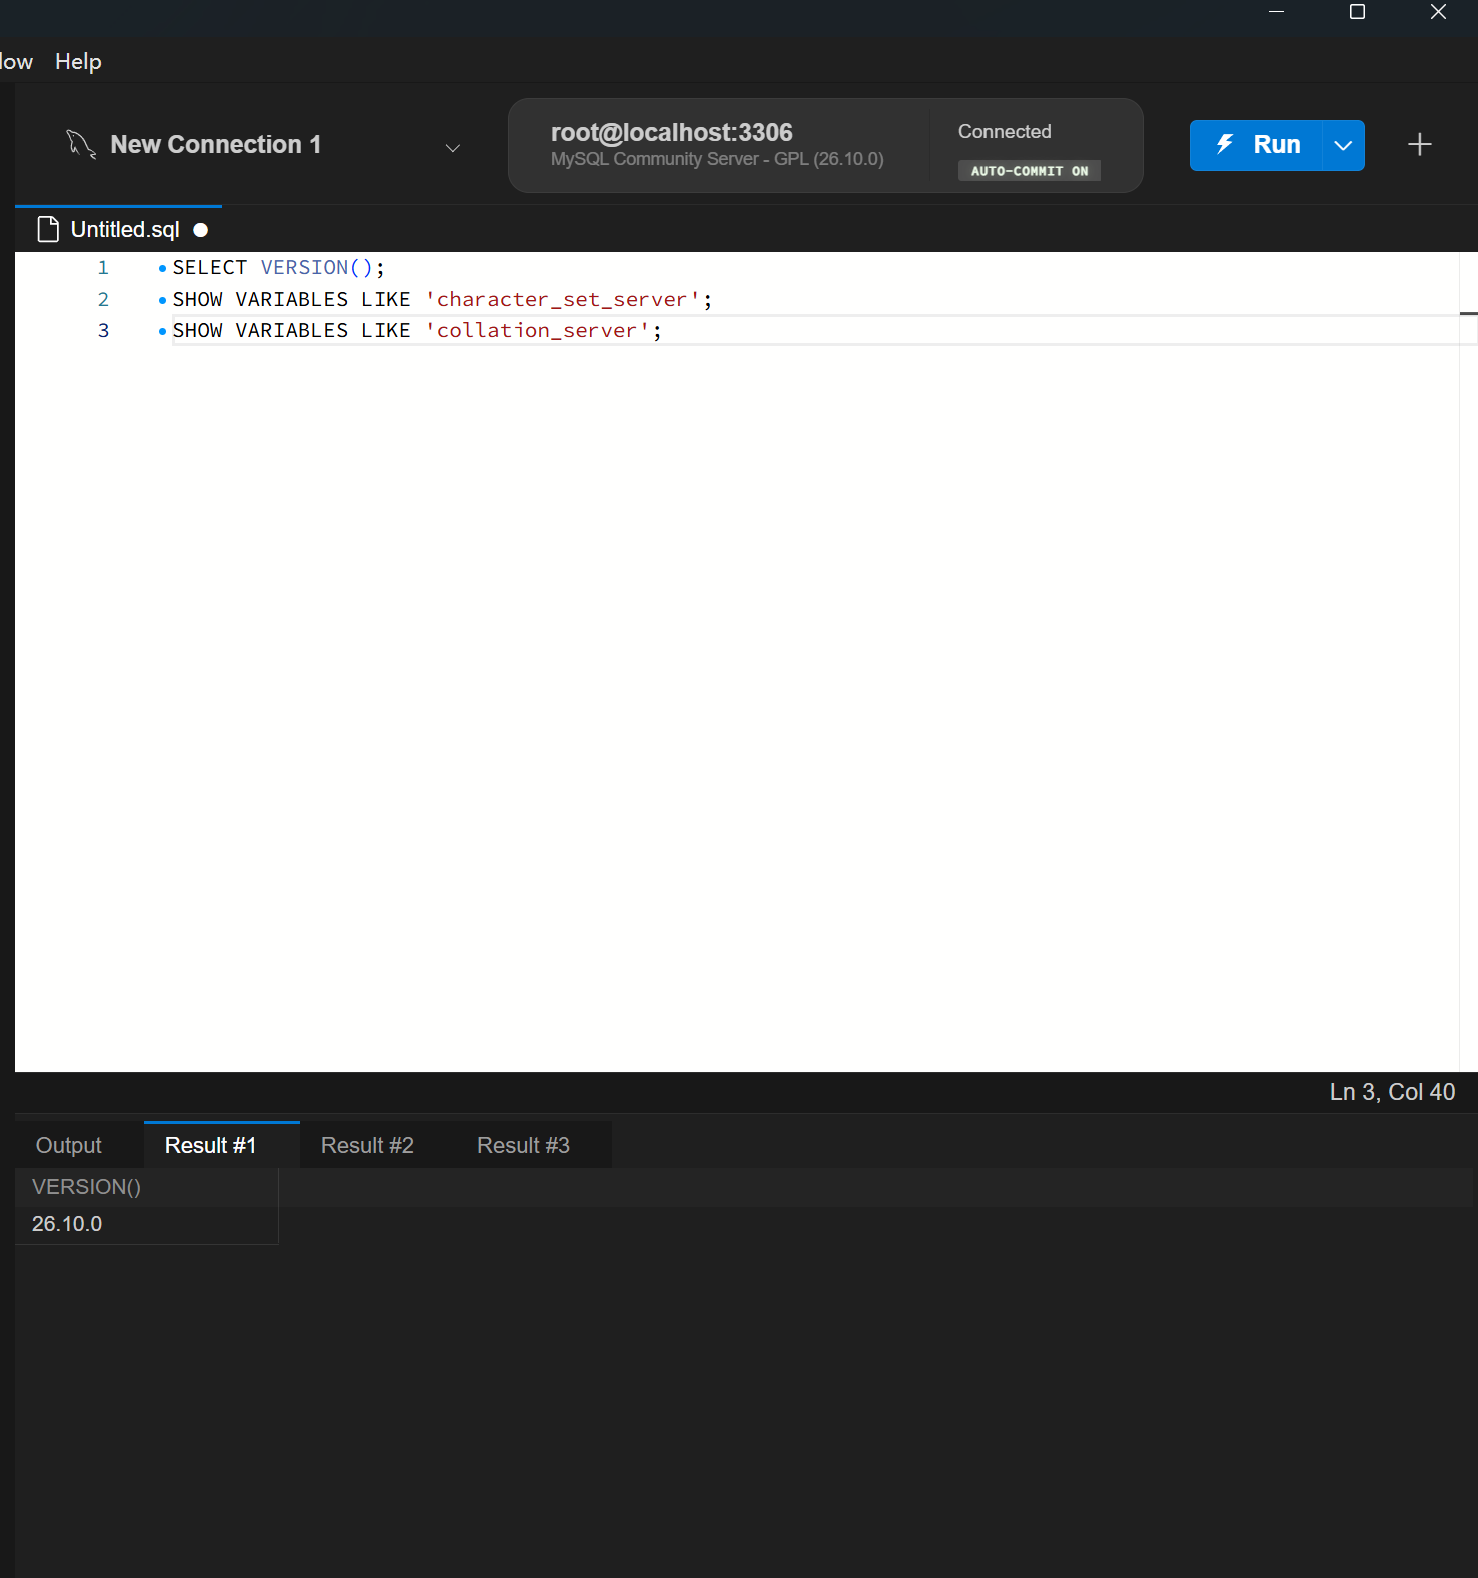 Help
New Connection 1
root@localhost:3306
MySQL Community Server - GPL (26.10.0)
Connected
AUTO-COMMIT ON
Run
Untitled.sql
1 SELECT VERSION();
2 SHOW VARIABLES LIKE 'character_set_server';
3 SHOW VARIABLES LIKE 'collation_server';
Ln 3, Col 40
Output Result #1 Result #2 Result #3
VERSION()
26.10.0